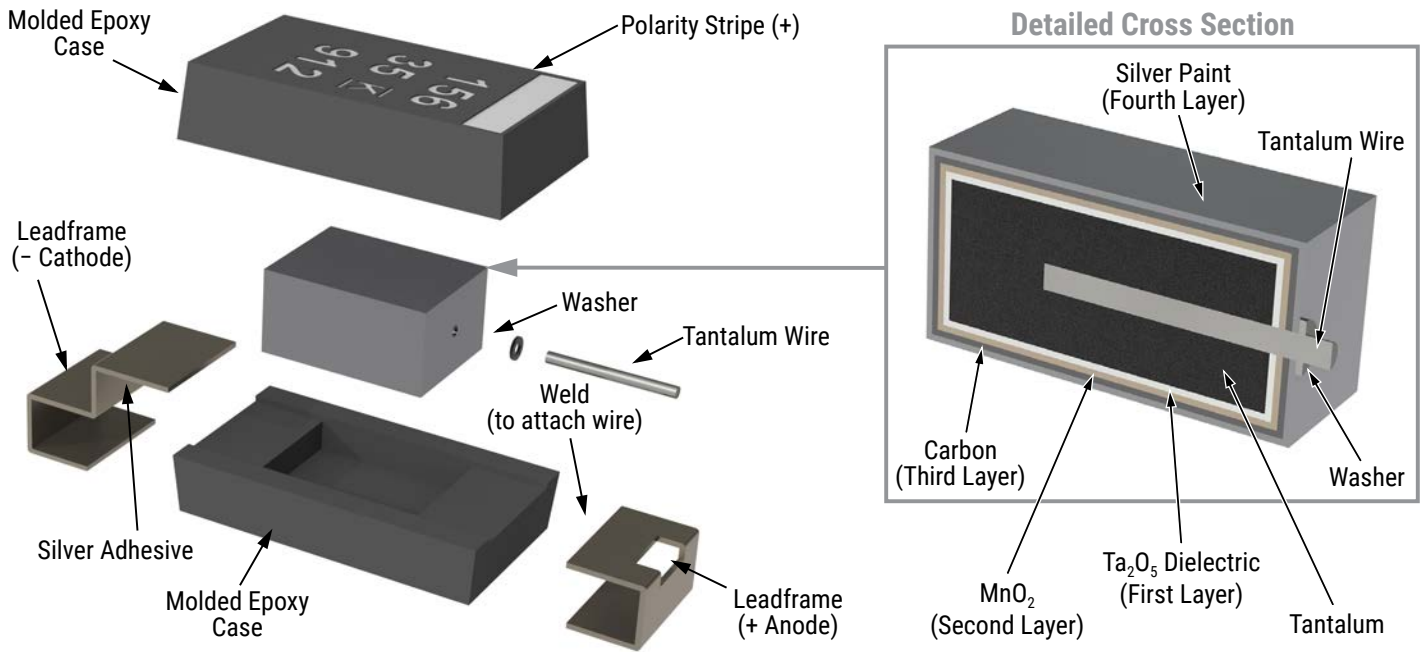 Molded Epoxy
Case
Polarity Stripe (+)
156
35
K
912
Leadframe
(− Cathode)
Washer
Tantalum Wire
Weld
(to attach wire)
Silver Adhesive
Molded Epoxy
Case
Leadframe
(+ Anode)
Detailed Cross Section
Silver Paint
(Fourth Layer)
Tantalum Wire
Carbon
(Third Layer)
Washer
MnO₂
(Second Layer)
Ta₂O₅ Dielectric
(First Layer)
Tantalum